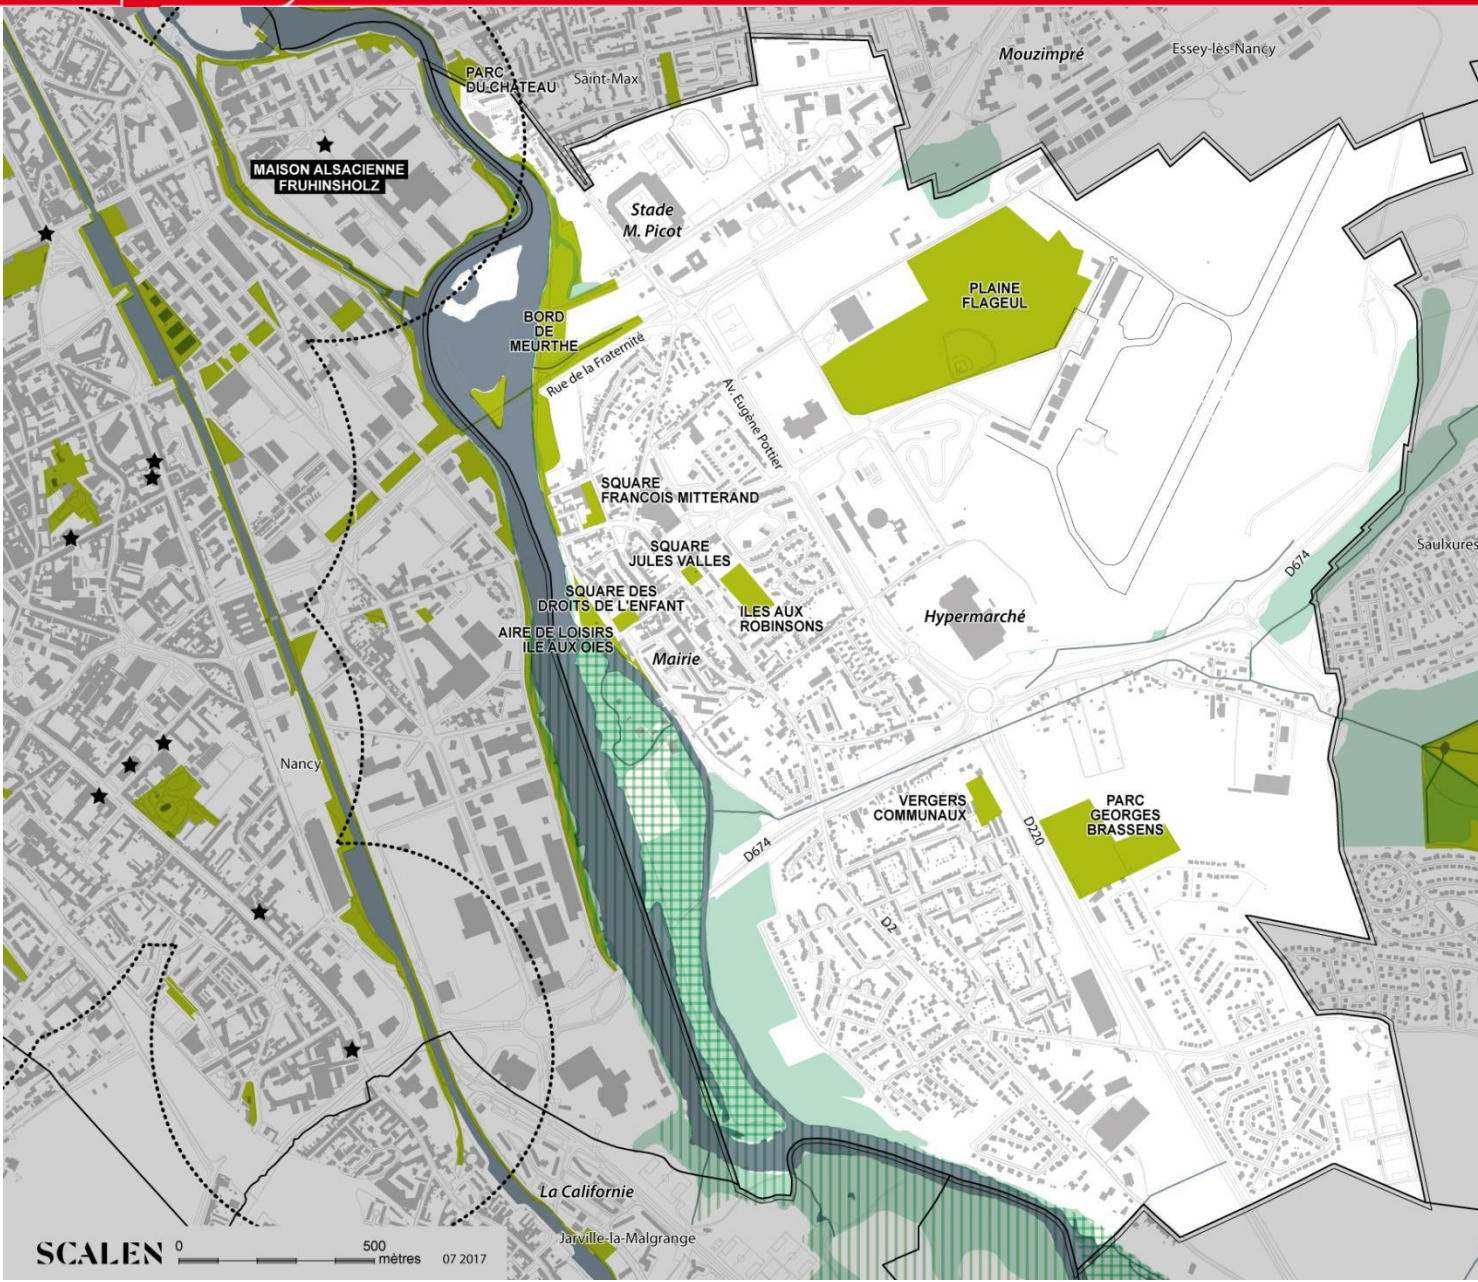 Mouzimpré
Essey-lès-Nancy
PARC
DU CHATEAU
Saint-Max
MAISON ALSACIENNE
FRUHINSHOLZ
Stade
M. Picot
PLAINE
FLAGEUL
BORD
DE
MEURTHE
Rue de la Fraternité
Av. Eugène Pottier
SQUARE
FRANCOIS MITTERAND
SQUARE
JULES VALLES
Saulxures
D674
SQUARE DES
DROITS DE L'ENFANT
ILES AUX
ROBINSONS
Hypermarché
AIRE DE LOISIRS
ILE AUX OIES
Mairie
Nancy
VERGERS
COMMUNAUX
PARC
GEORGES
BRASSENS
D220
D674
D2
La Californie
Jarville-la-Malgrange
SCALEN
0
500
mètres
07 2017